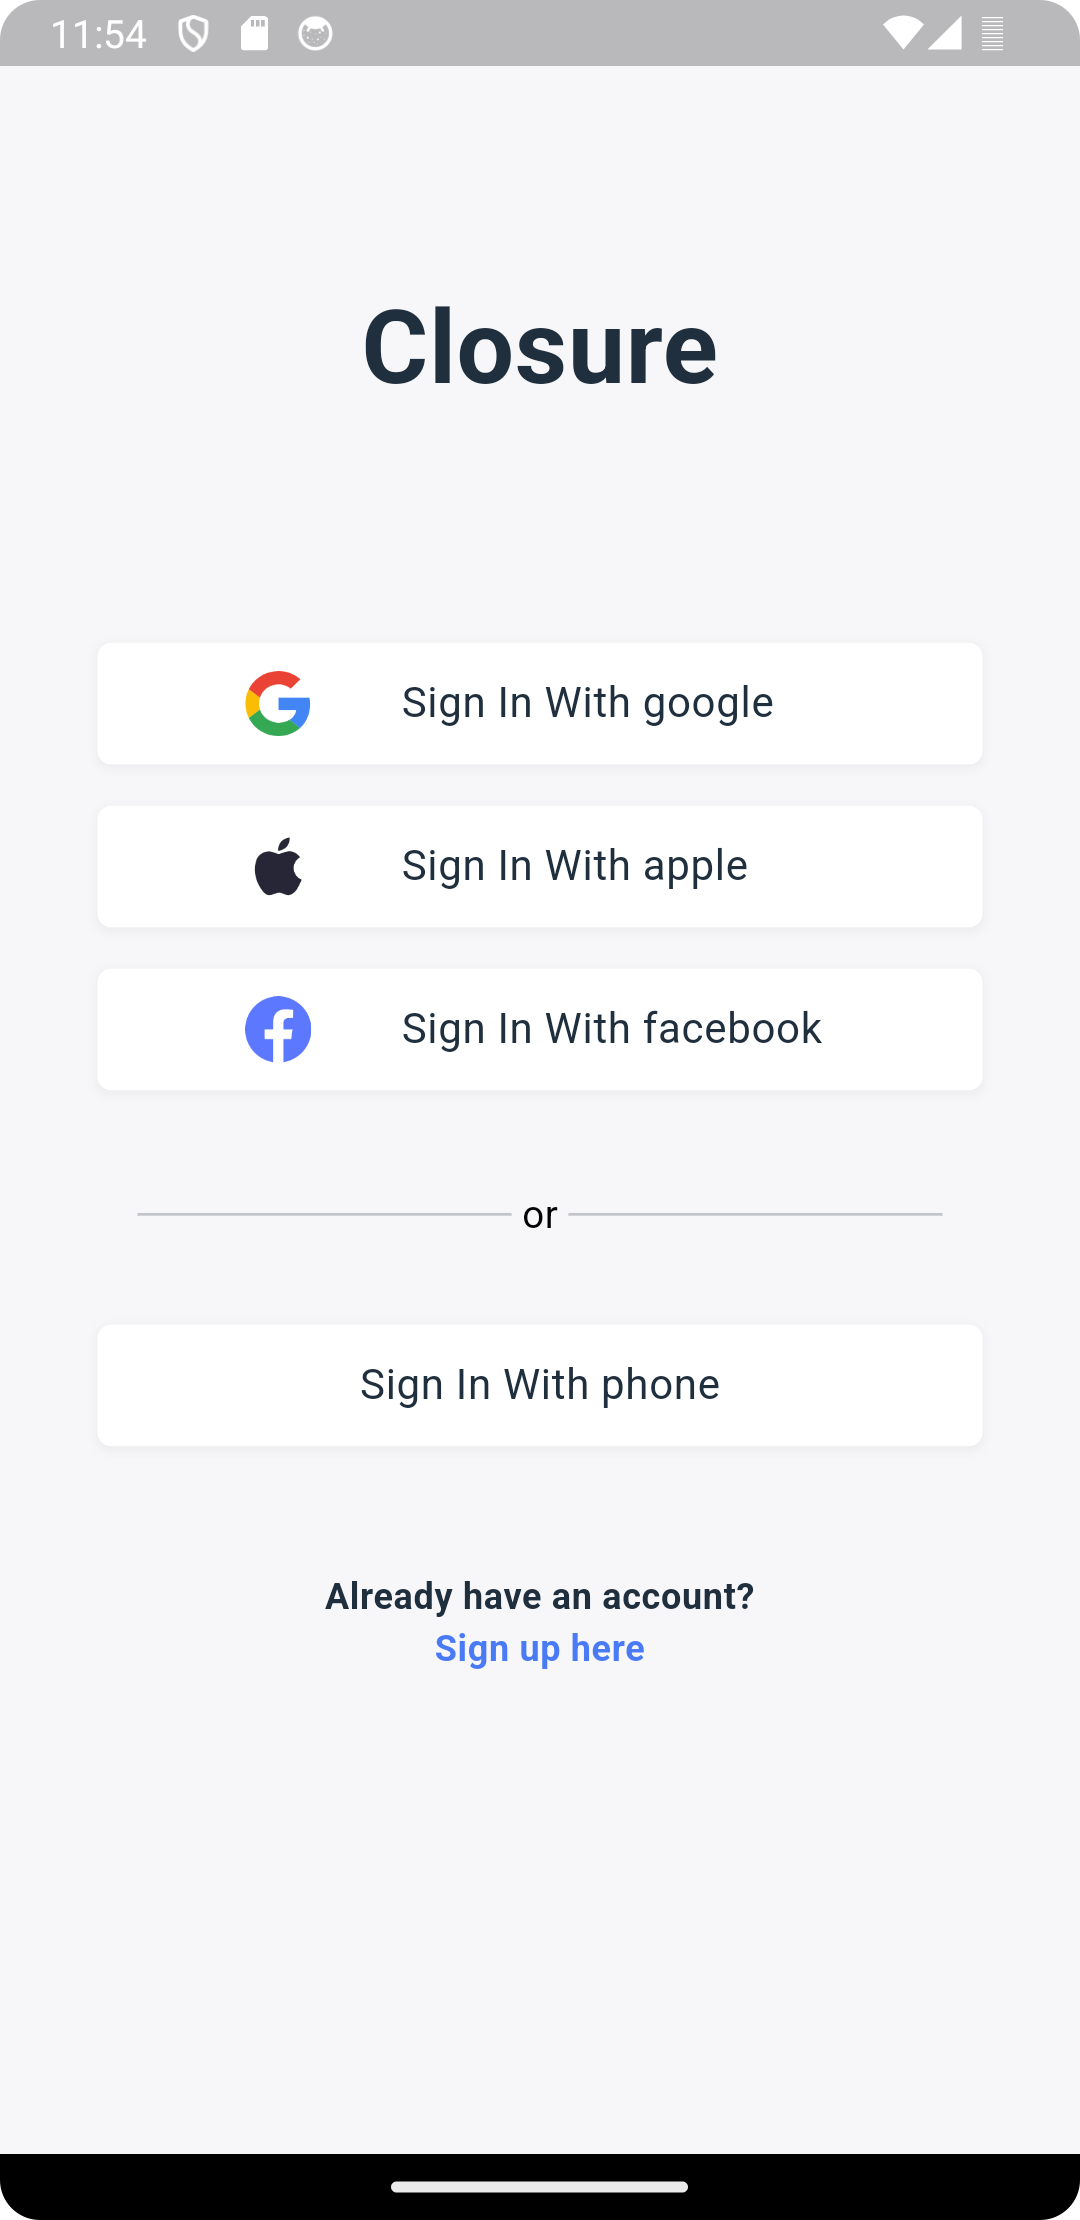 11:54
Closure
Sign In With google
Sign In With apple
Sign In With facebook
or
Sign In With phone
Already have an account?
Sign up here